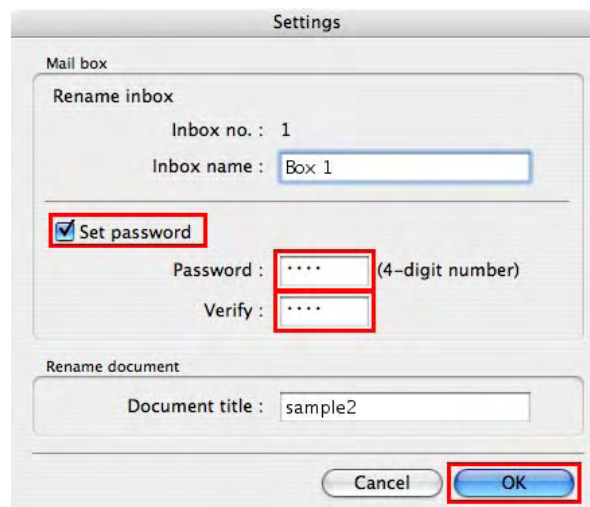 Settings
Mail box
Rename inbox
Inbox no. : 1
Inbox name : Box 1
Set password
Password : •••• (4-digit number)
Verify : ••••
Rename document
Document title : sample2
Cancel OK